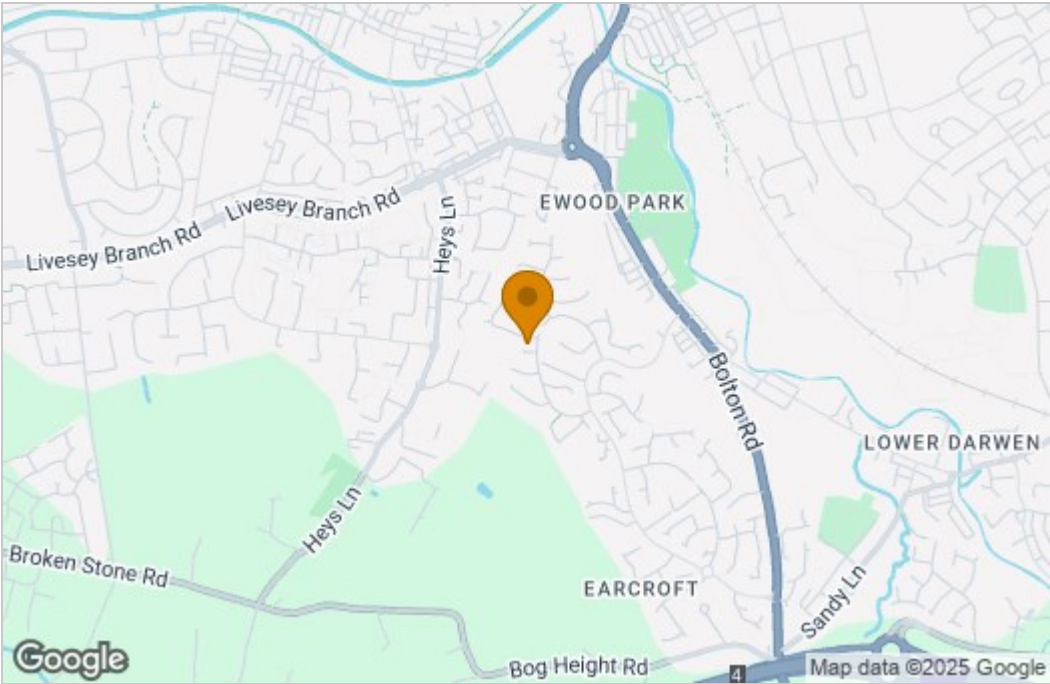 Livesey Branch Rd
Livesey Branch Rd
Heys Ln
EWOOD PARK
Bolton Rd
LOWER DARWEN
Heys Ln
Broken Stone Rd
EARCROFT
Sandy Ln
Bog Height Rd
4
Google
Map data ©2025 Google